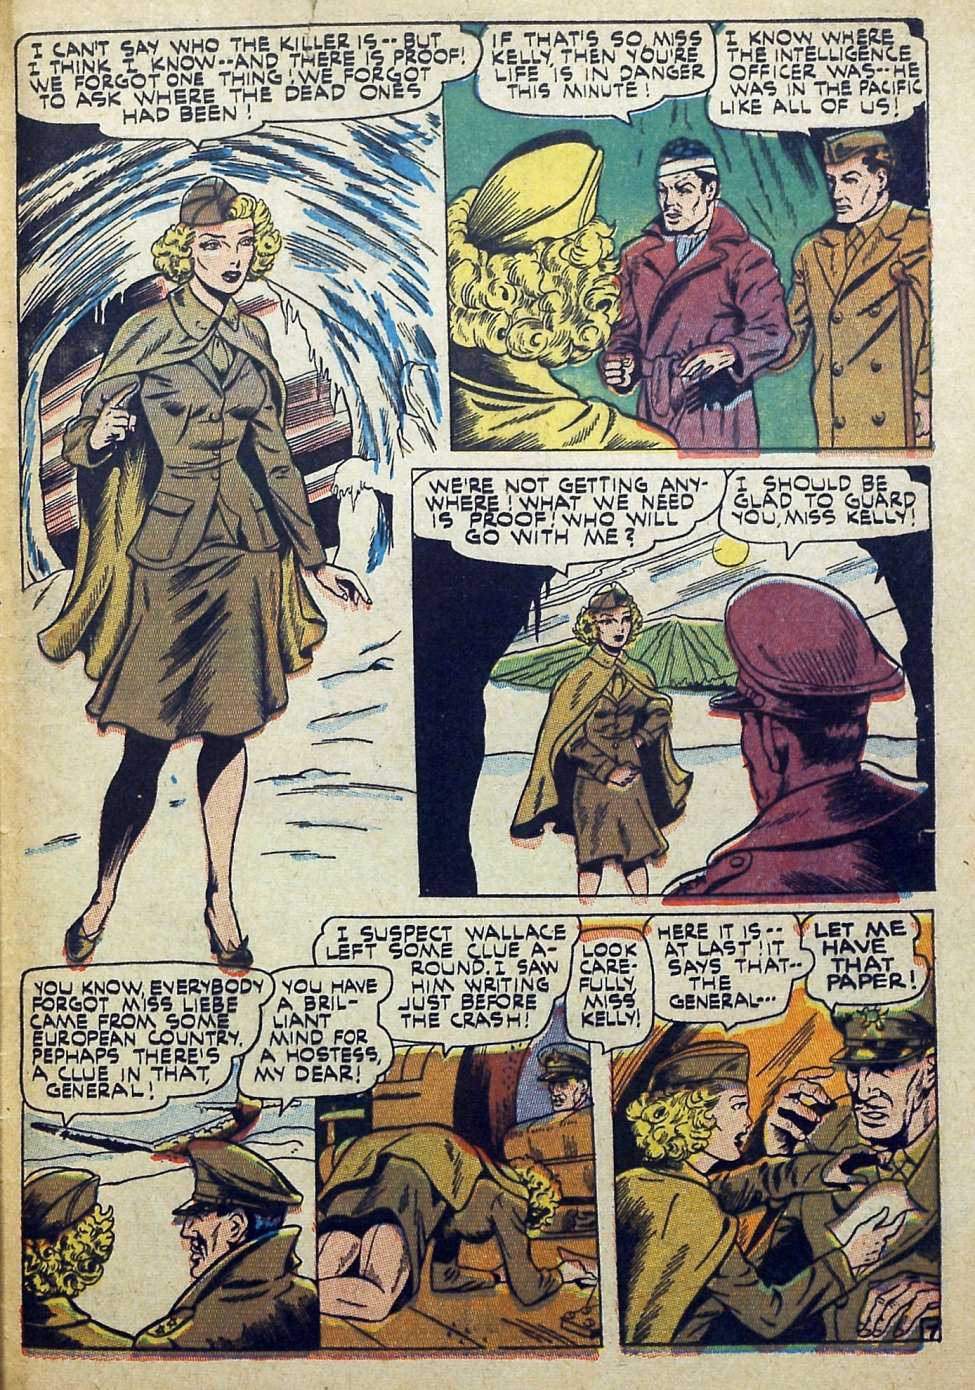 I CAN'T SAY WHO THE KILLER IS -- BUT
I THINK I KNOW -- AND THERE IS PROOF!
WE FORGOT ONE THING! WE FORGOT
TO ASK WHERE THE DEAD ONES
HAD BEEN!
IF THAT'S SO, MISS
KELLY, THEN YOU'RE
LIFE IS IN DANGER
THIS MINUTE!
I KNOW WHERE
THE INTELLIGENCE
OFFICER WAS -- HE
WAS IN THE PACIFIC
LIKE ALL OF US!
WE'RE NOT GETTING ANY-
WHERE! WHAT WE NEED
IS PROOF! WHO WILL
GO WITH ME?
I SHOULD BE
GLAD TO GUARD
YOU, MISS KELLY!
YOU KNOW, EVERYBODY
FORGOT MISS LIEBE
CAME FROM SOME
EUROPEAN COUNTRY.
PEPHAPS THERE'S
A CLUE IN THAT,
GENERAL!
YOU HAVE
A BRIL-
LIANT
MIND FOR
A HOSTESS,
MY DEAR!
I SUSPECT WALLACE
LEFT SOME CLUE A-
ROUND. I SAW
HIM WRITING
JUST BEFORE
THE CRASH!
LOOK
CARE-
FULLY,
MISS
KELLY!
HERE IT IS --
AT LAST! IT
SAYS THAT --
THE
GENERAL ---
LET ME
HAVE
THAT
PAPER!
7